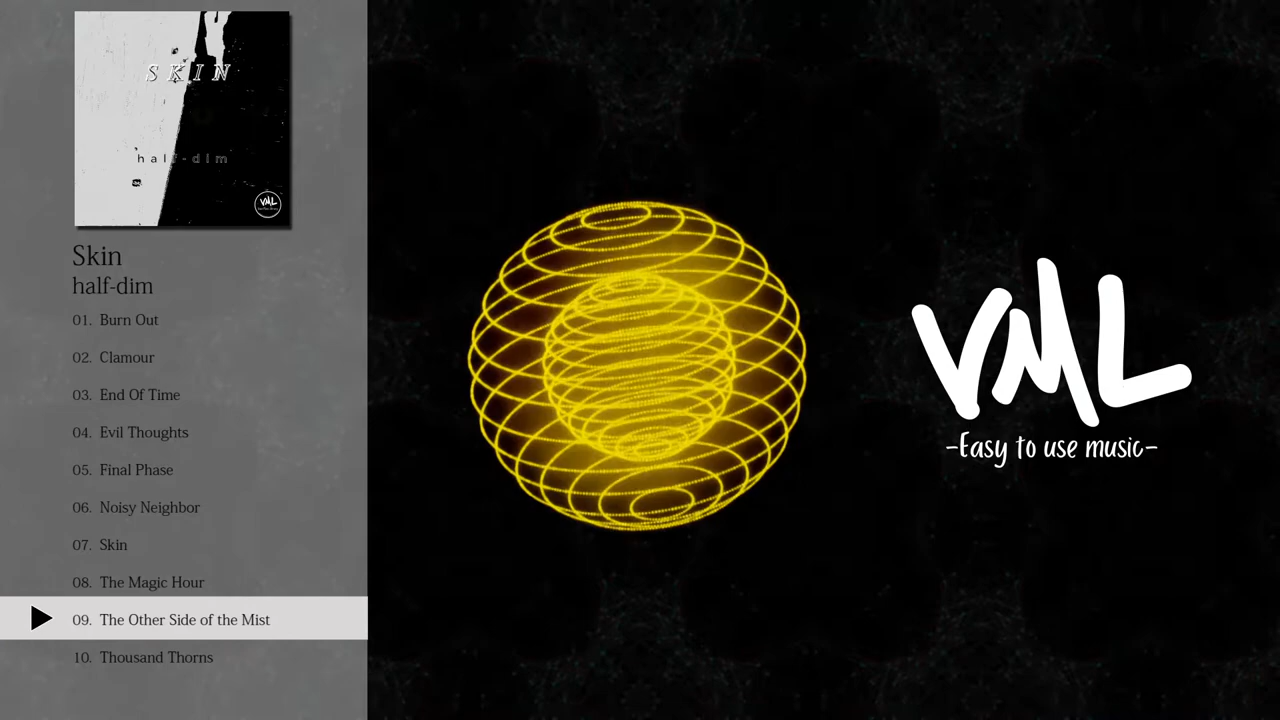 SKIN
half-dim
VML
Skin
half-dim
01. Burn Out
02. Clamour
03. End Of Time
04. Evil Thoughts
05. Final Phase
06. Noisy Neighbor
07. Skin
08. The Magic Hour
09. The Other Side of the Mist
10. Thousand Thorns
VML
-Easy to use music-